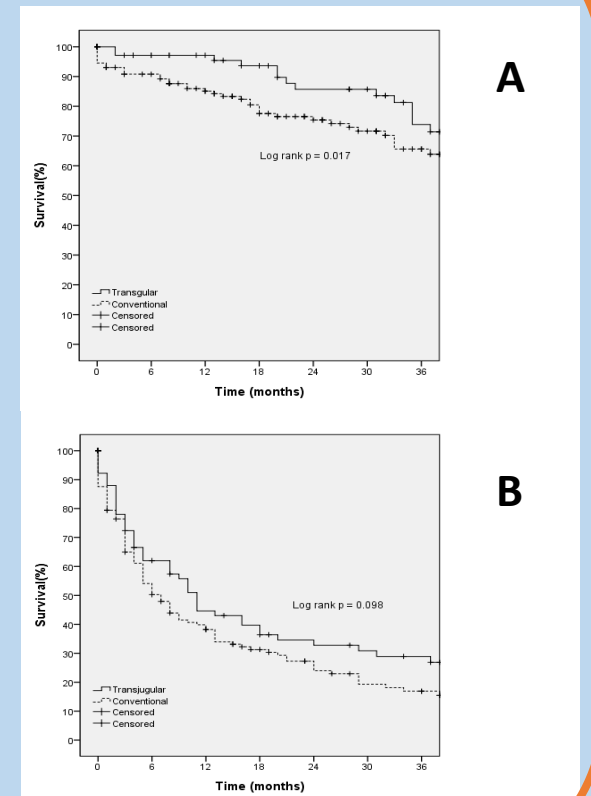 A
100
90
80
70
60
50
40
30
20
10
0
Survival(%)
Log rank p = 0.017
Transgular
Conventional
Censored
Censored
0 6 12 18 24 30 36
Time (months)
B
100
90
80
70
60
50
40
30
20
10
0
Survival(%)
Log rank p = 0.098
Transjugular
Conventional
Censored
Censored
0 6 12 18 24 30 36
Time (months)